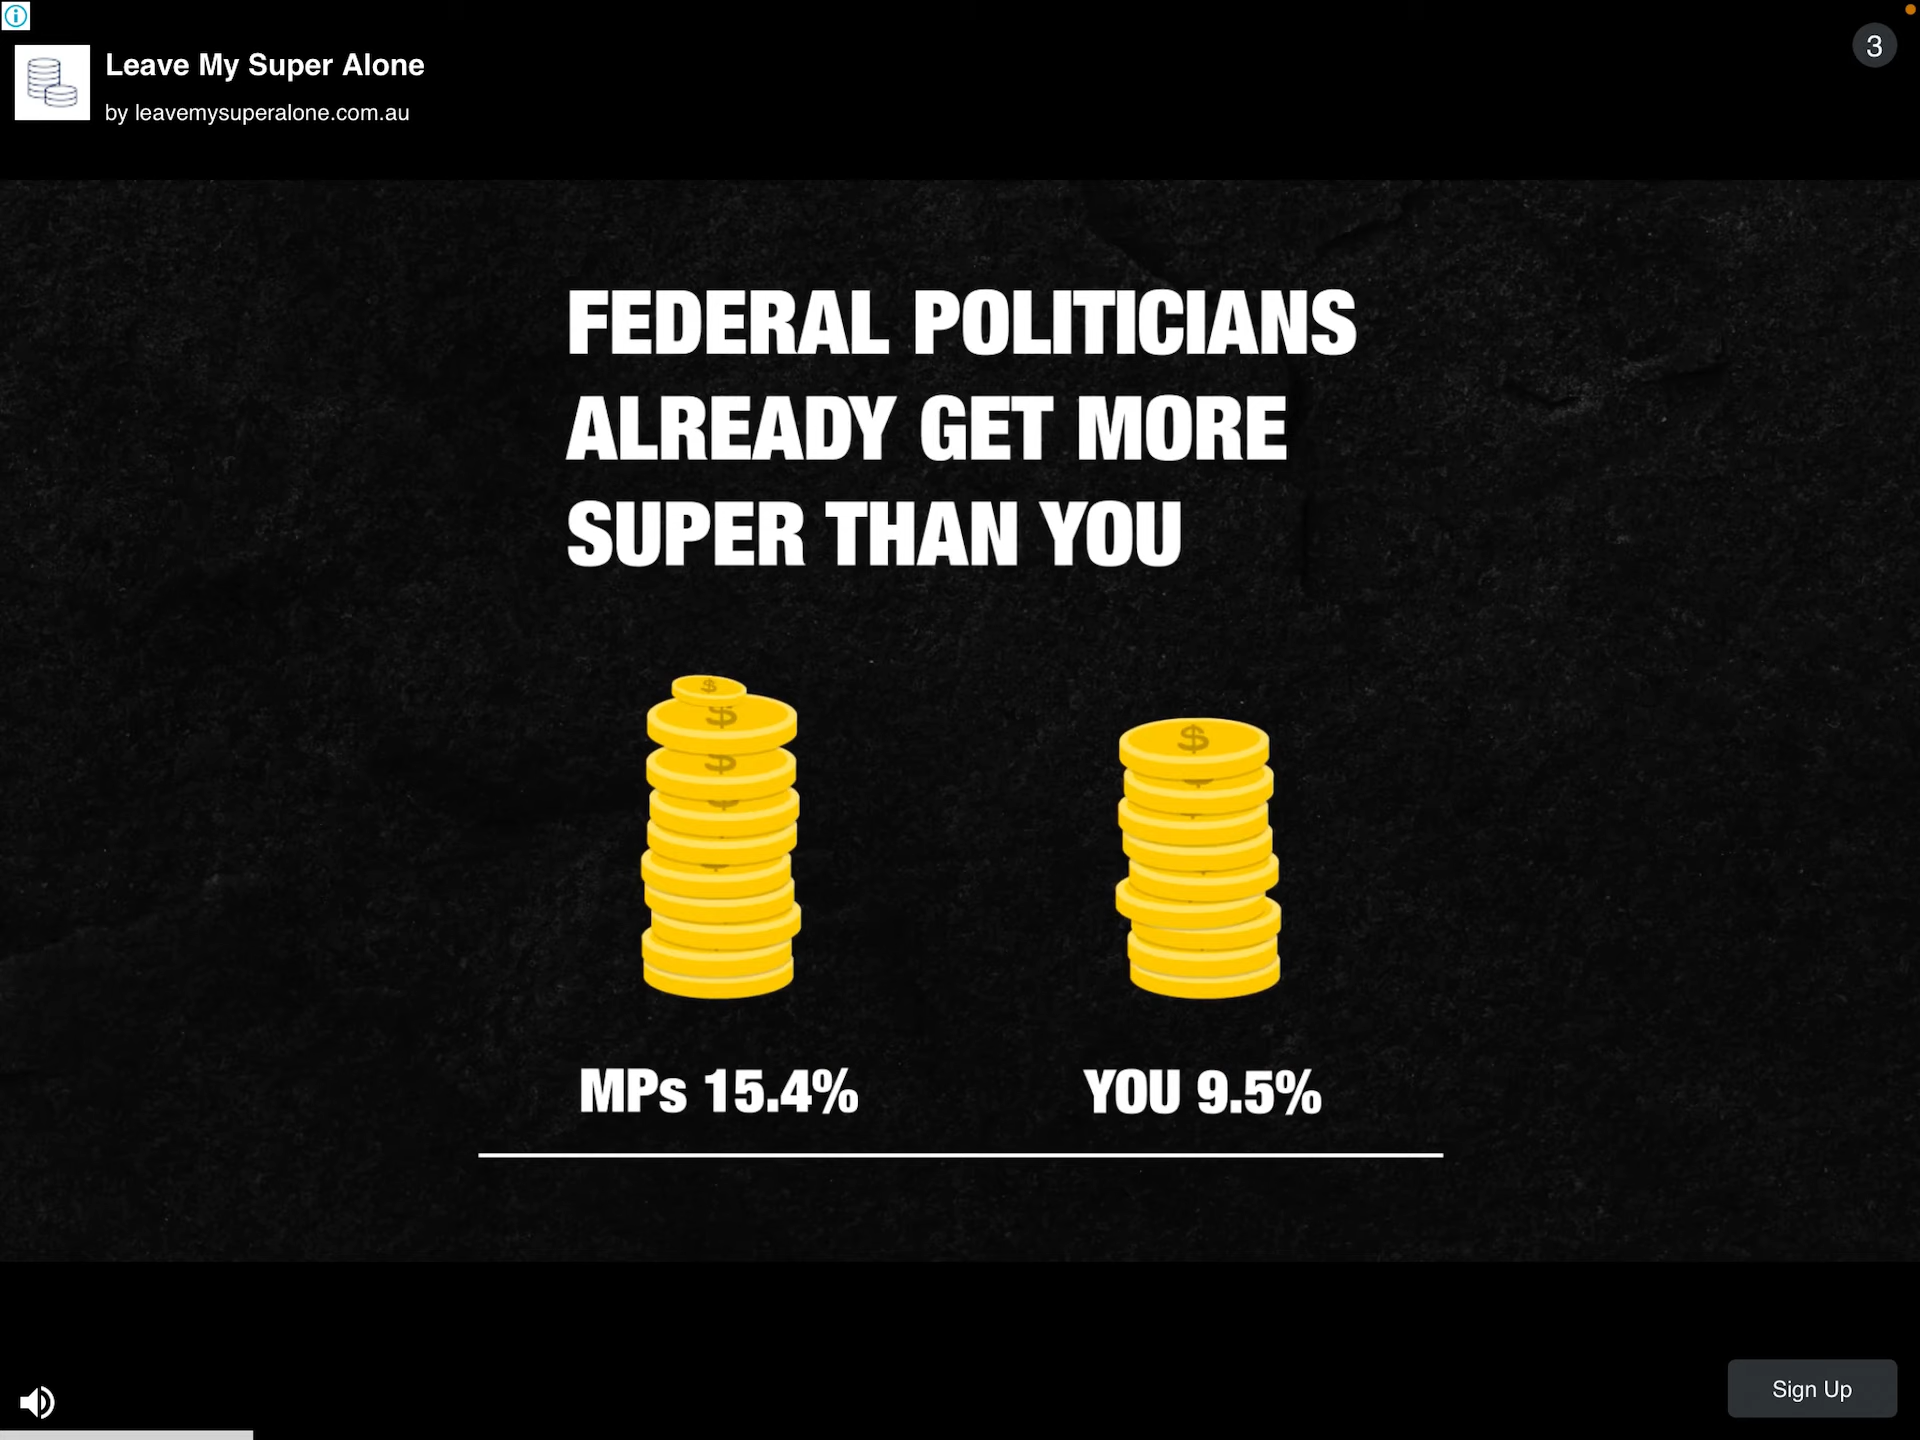 Leave My Super Alone
by leavemysuperalone.com.au
3
FEDERAL POLITICIANS
ALREADY GET MORE
SUPER THAN YOU
$
$
$
$
MPs 15.4%
YOU 9.5%
Sign Up